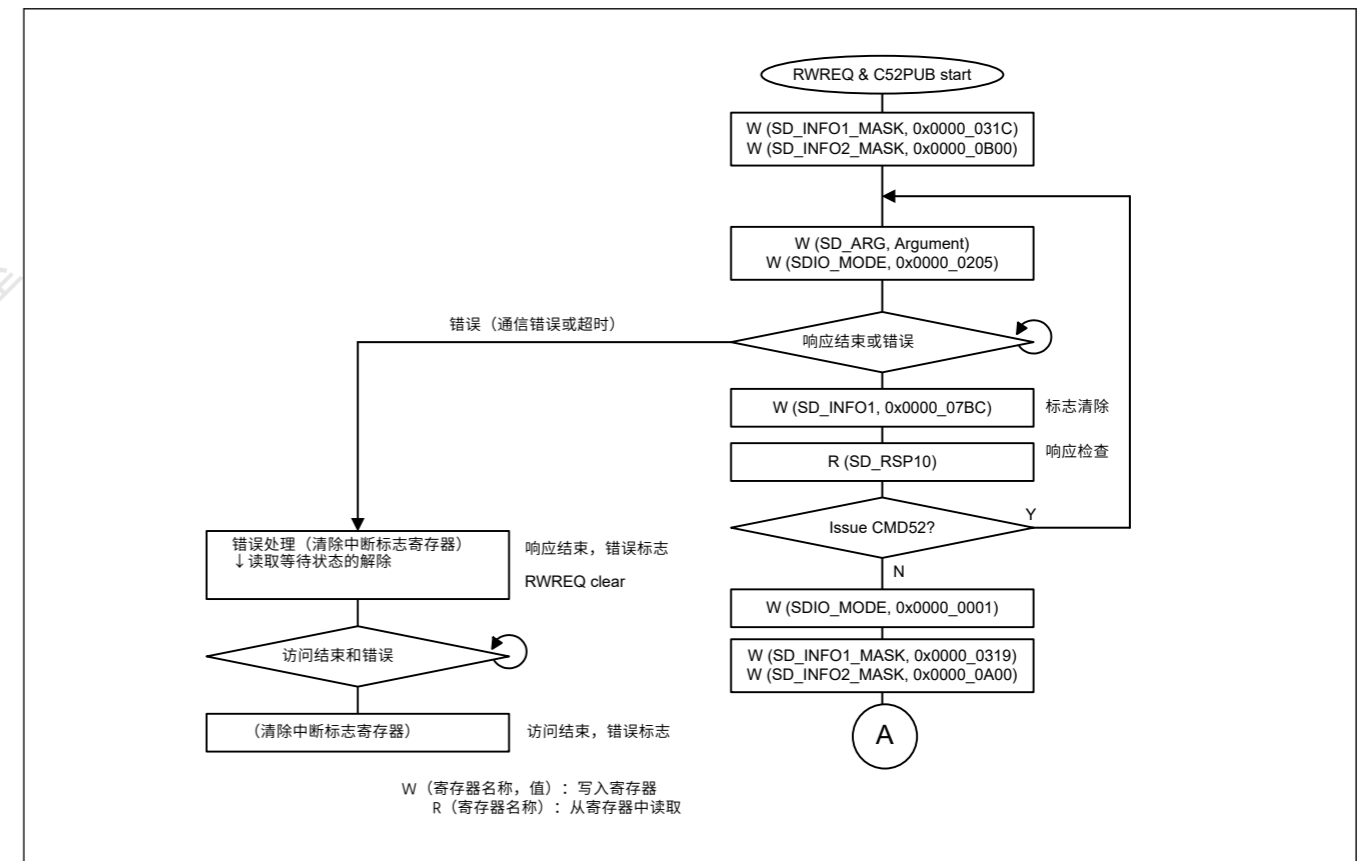 RWREQ & C52PUB start
W (SD_INFO1_MASK, 0x0000_031C)
W (SD_INFO2_MASK, 0x0000_0B00)
W (SD_ARG, Argument)
W (SDIO_MODE, 0x0000_0205)
错误（通信错误或超时）
响应结束或错误
W (SD_INFO1, 0x0000_07BC)
标志清除
R (SD_RSP10)
响应检查
Issue CMD52?
Y
N
错误处理（清除中断标志寄存器）
↓读取等待状态的解除
响应结束，错误标志
RWREQ clear
W (SDIO_MODE, 0x0000_0001)
访问结束和错误
W (SD_INFO1_MASK, 0x0000_0319)
W (SD_INFO2_MASK, 0x0000_0A00)
（清除中断标志寄存器）
访问结束，错误标志
A
W（寄存器名称，值）：写入寄存器
R（寄存器名称）：从寄存器中读取